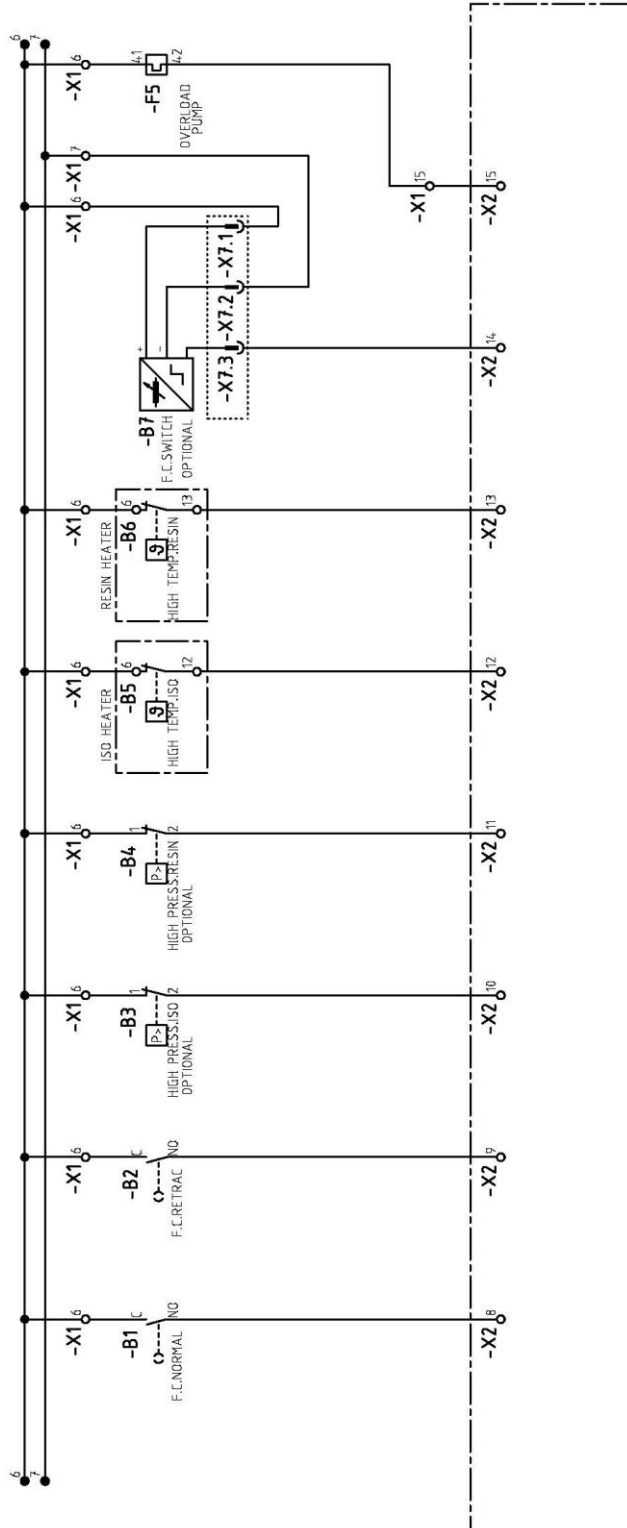 6
7
-X1 6
-B1
C
NO
F.C.NORMAL
-X2 8
-X1 6
-B2
C
NO
F.C.RETRAC
-X2 9
-X1 6
-B3
1
2
P>
HIGH PRESS.ISO
OPTIONAL
-X2 10
-X1 6
-B4
1
2
P>
HIGH PRESS.RESIN
OPTIONAL
-X2 11
-X1 6
ISO HEATER
-B5
6
12
ϑ
HIGH TEMP.ISO
-X2 12
-X1 6
RESIN HEATER
-B6
6
13
ϑ
HIGH TEMP.RESIN
-X2 13
-B7
+
-
F.C.SWITCH
OPTIONAL
-X7.3
-X7.2
-X7.1
-X2 14
-X1 6
-X1 7
-X1 6
-F5
41
42
OVERLOAD
PUMP
-X1 15
-X2 15
6
7